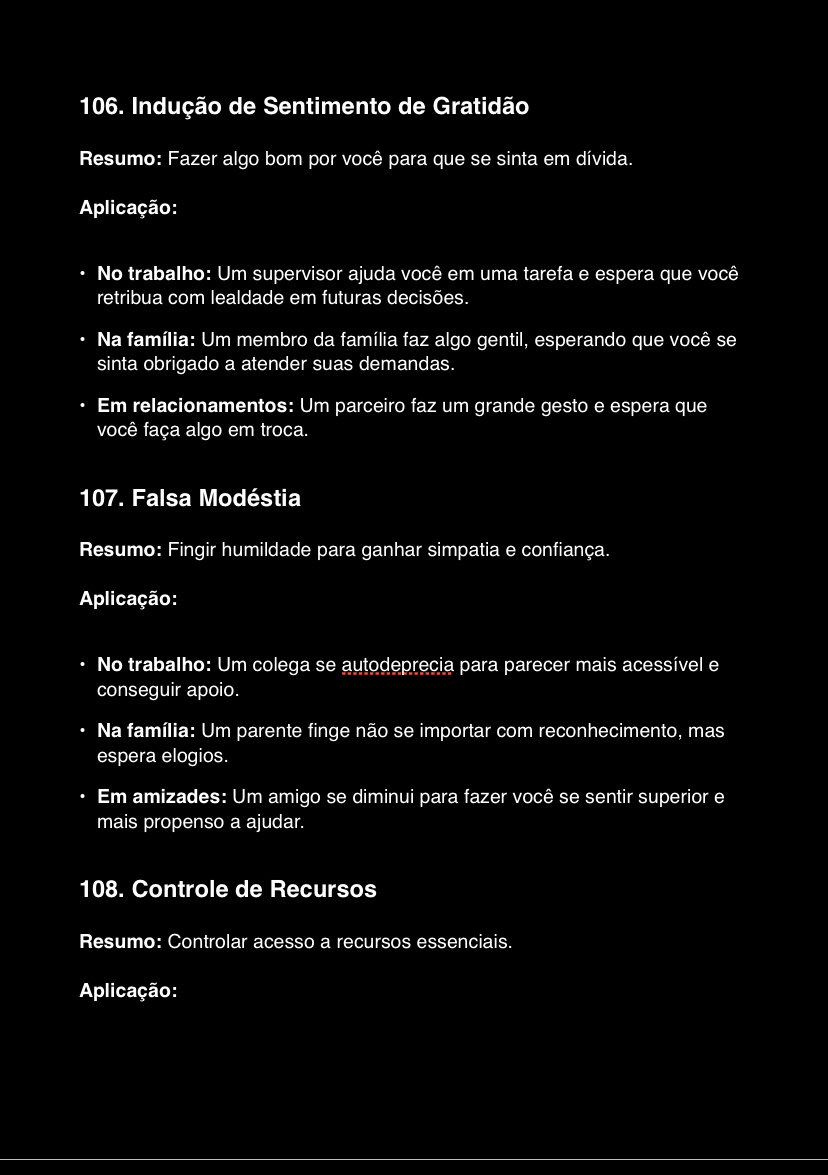 106. Indução de Sentimento de Gratidão
Resumo: Fazer algo bom por você para que se sinta em dívida.
Aplicação:
• No trabalho: Um supervisor ajuda você em uma tarefa e espera que você
retribua com lealdade em futuras decisões.
• Na família: Um membro da família faz algo gentil, esperando que você se
sinta obrigado a atender suas demandas.
• Em relacionamentos: Um parceiro faz um grande gesto e espera que
você faça algo em troca.
107. Falsa Modéstia
Resumo: Fingir humildade para ganhar simpatia e confiança.
Aplicação:
• No trabalho: Um colega se autodeprecia para parecer mais acessível e
conseguir apoio.
• Na família: Um parente finge não se importar com reconhecimento, mas
espera elogios.
• Em amizades: Um amigo se diminui para fazer você se sentir superior e
mais propenso a ajudar.
108. Controle de Recursos
Resumo: Controlar acesso a recursos essenciais.
Aplicação: